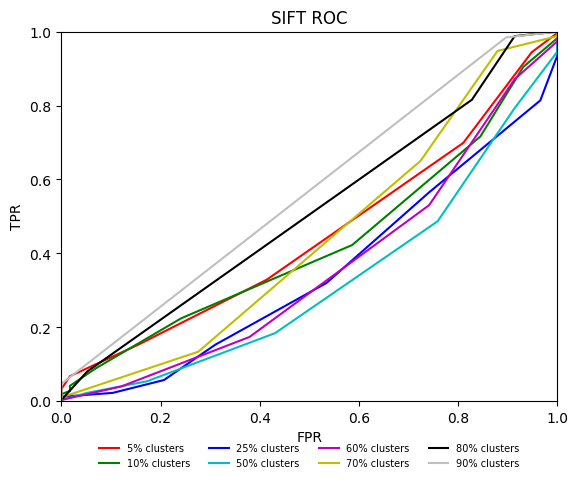 SIFT ROC
1.0
0.8
0.6
0.4
0.2
0.0
TPR
0.0 0.2 0.4 0.6 0.8 1.0
FPR
5% clusters 25% clusters 60% clusters 80% clusters
10% clusters 50% clusters 70% clusters 90% clusters